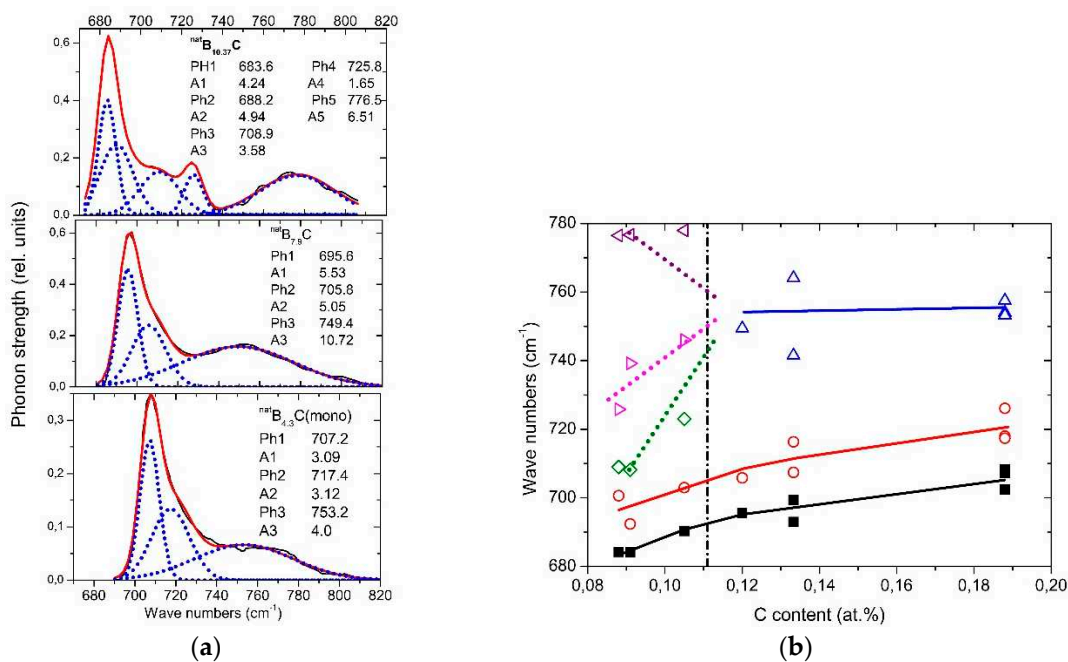 680 700 720 740 760 780 800 820
0,6
0,4
0,2
0,0
natB10.37C
PH1 683.6 Ph4 725.8
A1 4.24 A4 1.65
Ph2 688.2 Ph5 776.5
A2 4.94 A5 6.51
Ph3 708.9
A3 3.58
0,6
0,4
0,2
0,0
natB7.9C
Ph1 695.6
A1 5.53
Ph2 705.8
A2 5.05
Ph3 749.4
A3 10.72
0,3
0,2
0,1
0,0
natB4.3C(mono)
Ph1 707.2
A1 3.09
Ph2 717.4
A2 3.12
Ph3 753.2
A3 4.0
680 700 720 740 760 780 800 820
Wave numbers (cm-1)
Phonon strength (rel. units)
(a)
780
760
740
720
700
680
Wave numbers (cm-1)
0,08 0,10 0,12 0,14 0,16 0,18 0,20
C content (at.%)
(b)